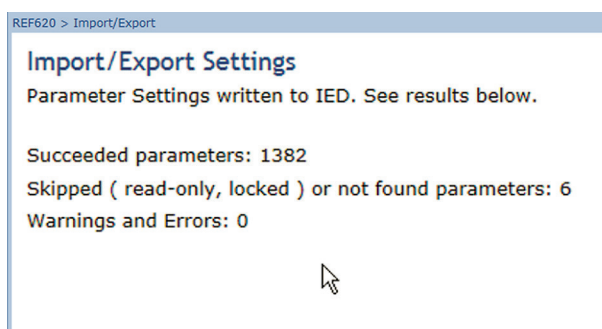 REF620 > Import/Export
Import/Export Settings
Parameter Settings written to IED. See results below.
Succeeded parameters: 1382
Skipped ( read-only, locked ) or not found parameters: 6
Warnings and Errors: 0